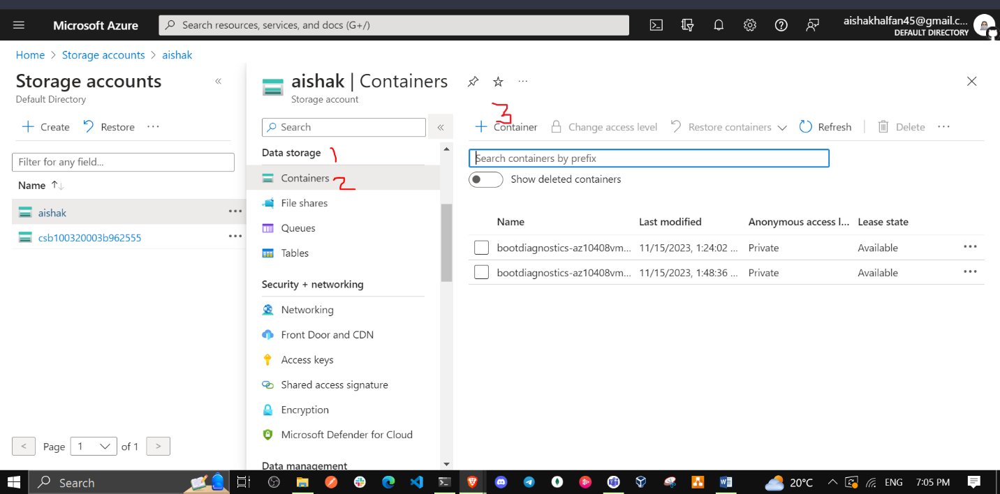 Microsoft Azure
Search resources, services, and docs (G+/)
aishakhalfan45@gmail.c...
DEFAULT DIRECTORY
Home > Storage accounts > aishak
Storage accounts «
Default Directory
+ Create Restore ...
Filter for any field...
Name ↑↓
aishak ...
csb100320003b962555 ...
< Page 1 of 1 >
aishak | Containers ...
Storage account
Search «
Data storage 1
Containers 2
File shares
Queues
Tables
Security + networking
Networking
Front Door and CDN
Access keys
Shared access signature
Encryption
Microsoft Defender for Cloud
Data management
3
+ Container Change access level Restore containers Refresh Delete ...
Search containers by prefix
Show deleted containers
Name Last modified Anonymous access l... Lease state
bootdiagnostics-az10408vm... 11/15/2023, 1:24:02 ... Private Available ...
bootdiagnostics-az10408vm... 11/15/2023, 1:48:36 ... Private Available ...
Search 20°C ENG 7:05 PM